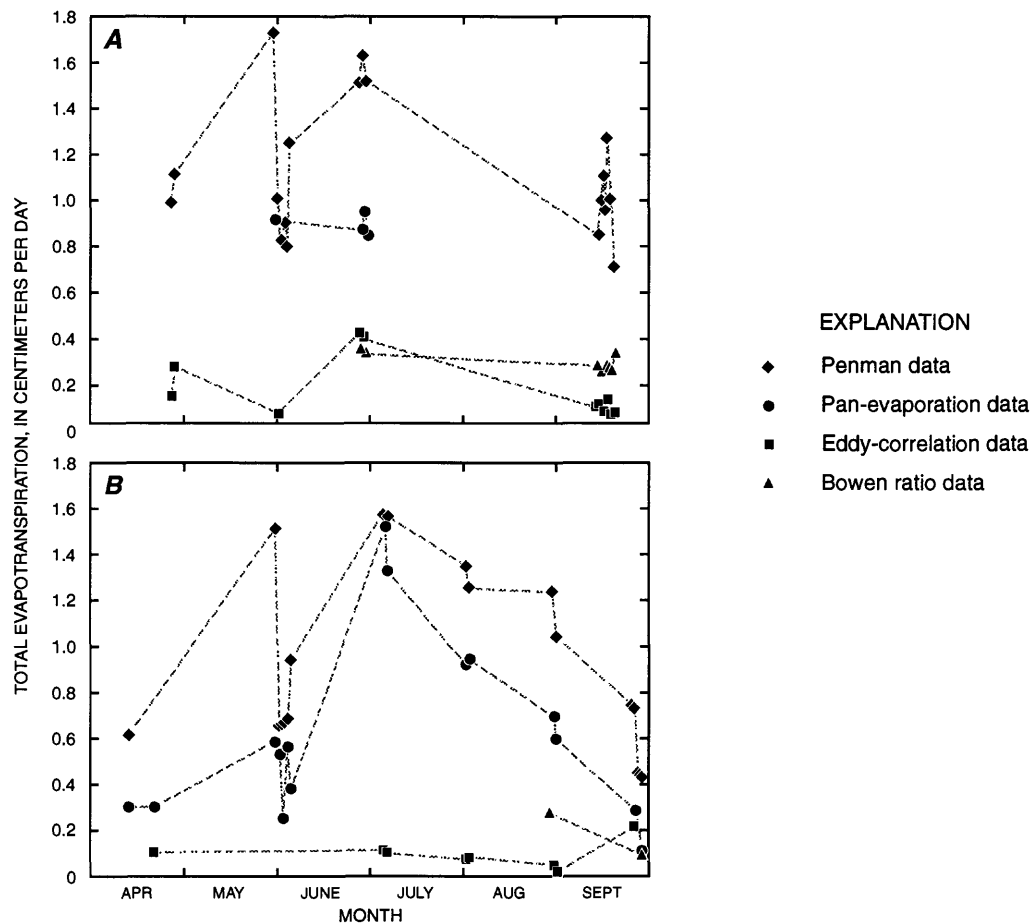 TOTAL EVAPOTRANSPIRATION, IN CENTIMETERS PER DAY
A
1.8
1.6
1.4
1.2
1.0
0.8
0.6
0.4
0.2
0
B
1.8
1.6
1.4
1.2
1.0
0.8
0.6
0.4
0.2
0
APR MAY JUNE JULY AUG SEPT
MONTH
EXPLANATION
Penman data
Pan-evaporation data
Eddy-correlation data
Bowen ratio data